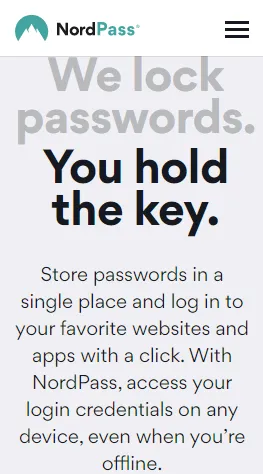 NordPass®
We lock
passwords.
You hold
the key.
Store passwords in a
single place and log in to
your favorite websites and
apps with a click. With
NordPass, access your
login credentials on any
device, even when you’re
offline.